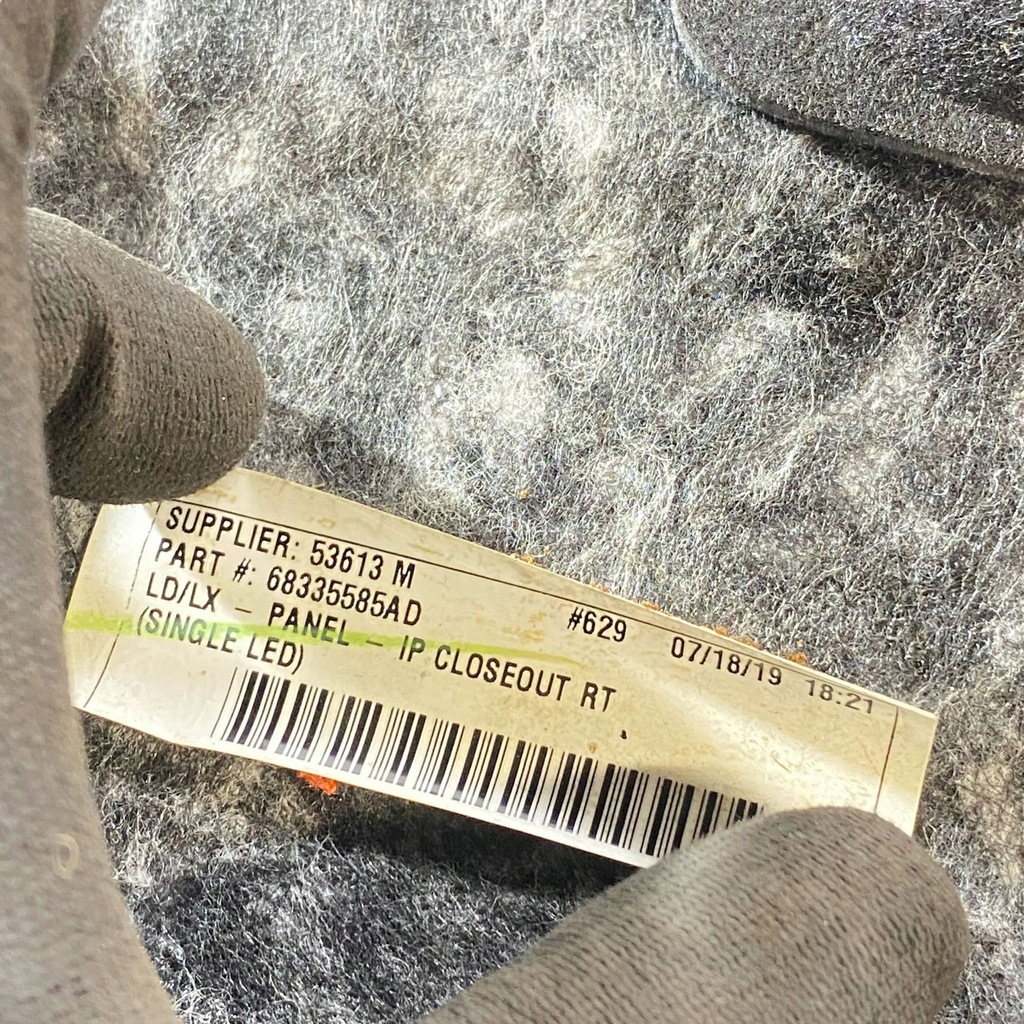 SUPPLIER: 53613 M
PART #: 68335585AD #629 07/18/19 18:21
LD/LX - PANEL - IP CLOSEOUT RT
(SINGLE LED)